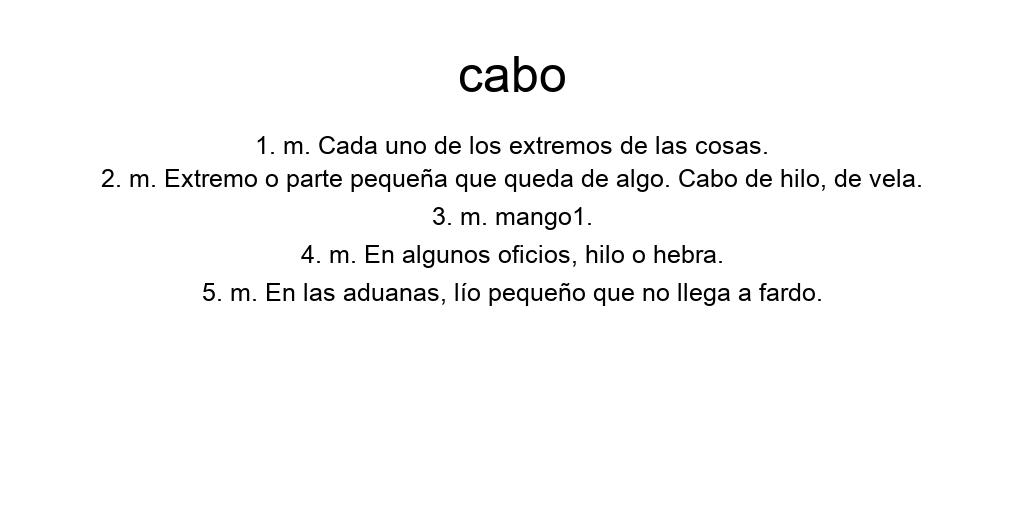 cabo
1. m. Cada uno de los extremos de las cosas.
2. m. Extremo o parte pequeña que queda de algo. Cabo de hilo, de vela.
3. m. mango1.
4. m. En algunos oficios, hilo o hebra.
5. m. En las aduanas, lío pequeño que no llega a fardo.